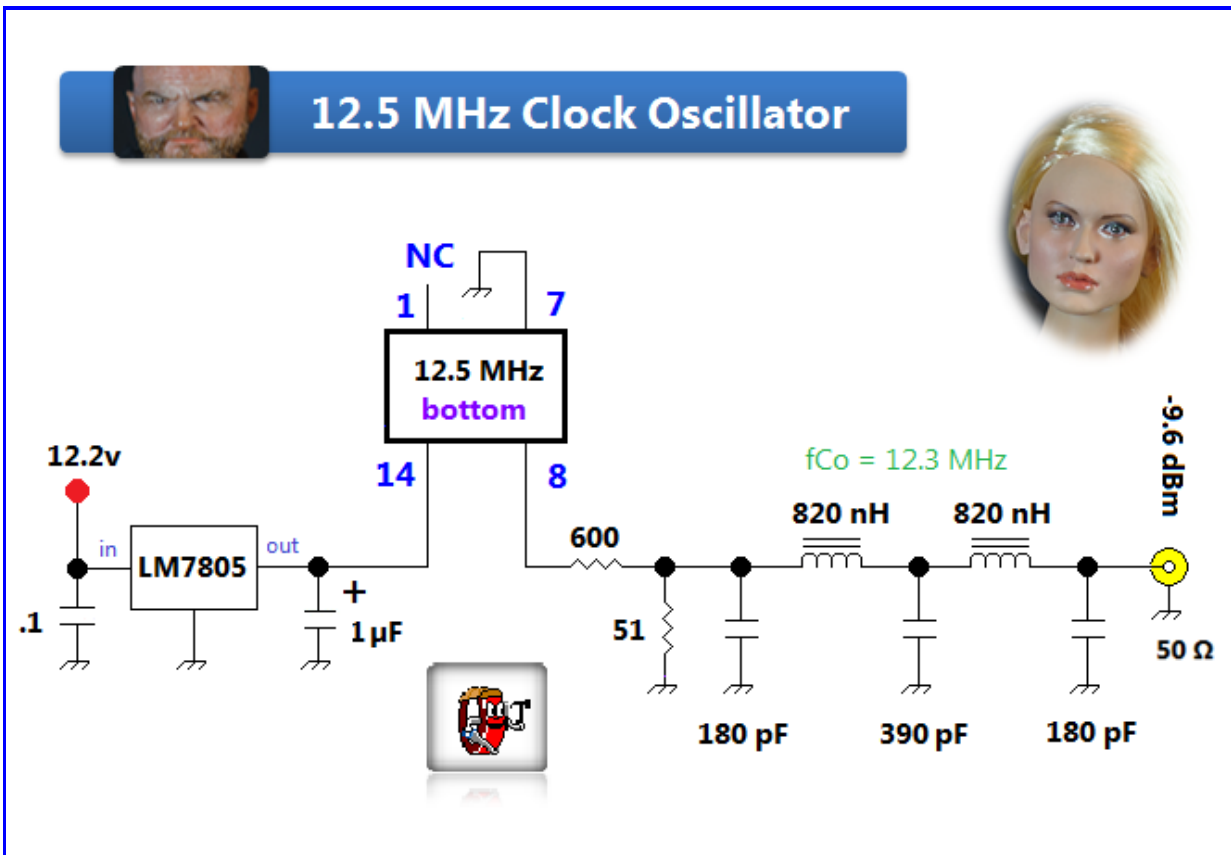 12.5 MHz Clock Oscillator
NC
1
7
12.5 MHz
bottom
14
8
12.2v
in
LM7805
out
.1
+
1 µF
600
51
fCo = 12.3 MHz
820 nH
820 nH
180 pF
390 pF
180 pF
-9.6 dBm
50 Ω